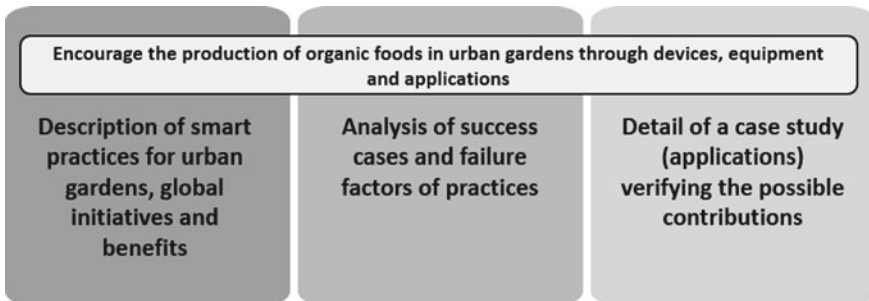 Encourage the production of organic foods in urban gardens through devices, equipment
and applications
Description of smart
practices for urban
gardens, global
initiatives and
benefits
Analysis of success
cases and failure
factors of practices
Detail of a case study
(applications)
verifying the possible
contributions